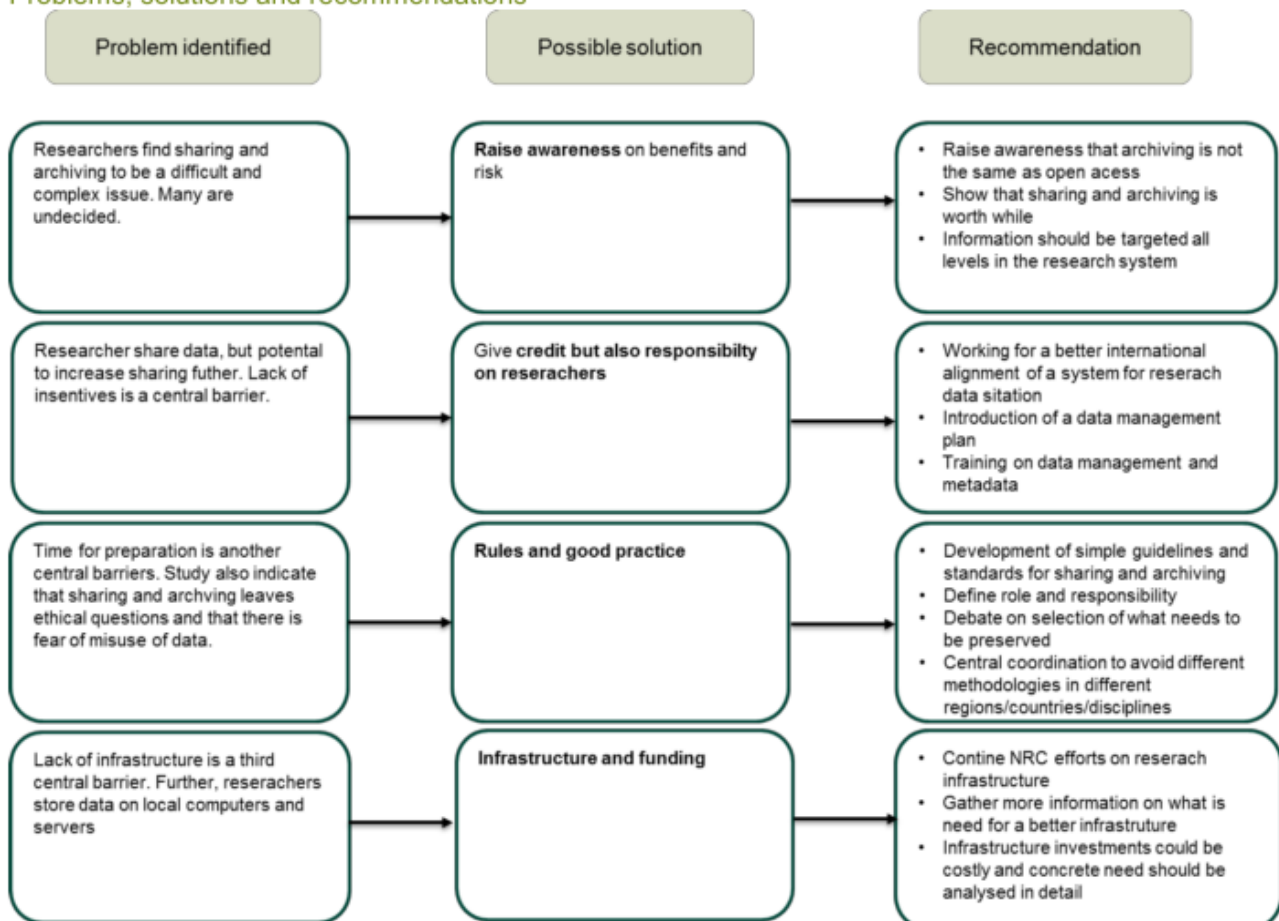 Problems, solutions and recommendations
Problem identified
Possible solution
Recommendation
Researchers find sharing and
archiving to be a difficult and
complex issue. Many are
undecided.
Raise awareness on benefits and
risk
• Raise awareness that archiving is not
the same as open acess
• Show that sharing and archiving is
worth while
• Information should be targeted all
levels in the research system
Researcher share data, but potental
to increase sharing futher. Lack of
insentives is a central barrier.
Give credit but also responsibilty
on reserachers
• Working for a better international
alignment of a system for reserach
data sitation
• Introduction of a data management
plan
• Training on data management and
metadata
Time for preparation is another
central barriers. Study also indicate
that sharing and archving leaves
ethical questions and that there is
fear of misuse of data.
Rules and good practice
• Development of simple guidelines and
standards for sharing and archiving
• Define role and responsibility
• Debate on selection of what needs to
be preserved
• Central coordination to avoid different
methodologies in different
regions/countries/disciplines
Lack of infrastructure is a third
central barrier. Further, reserachers
store data on local computers and
servers
Infrastructure and funding
• Contine NRC efforts on reserach
infrastructure
• Gather more information on what is
need for a better infrastruture
• Infrastructure investments could be
costly and concrete need should be
analysed in detail